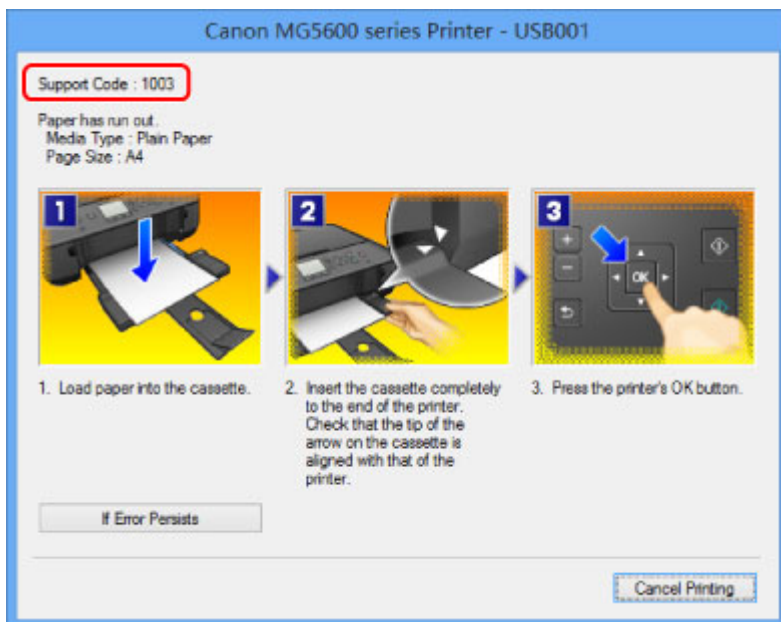 Canon MG5600 series Printer - USB001
Support Code : 1003
Paper has run out.
Media Type : Plain Paper
Page Size : A4
1
2
3
OK
1. Load paper into the cassette.
2. Insert the cassette completely
to the end of the printer.
Check that the tip of the
arrow on the cassette is
aligned with that of the
printer.
3. Press the printer's OK button.
If Error Persists
Cancel Printing